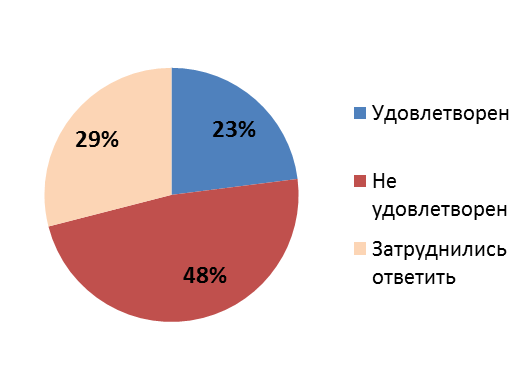 23%
48%
29%
Удовлетворен
Не
удовлетворен
Затруднились
ответить